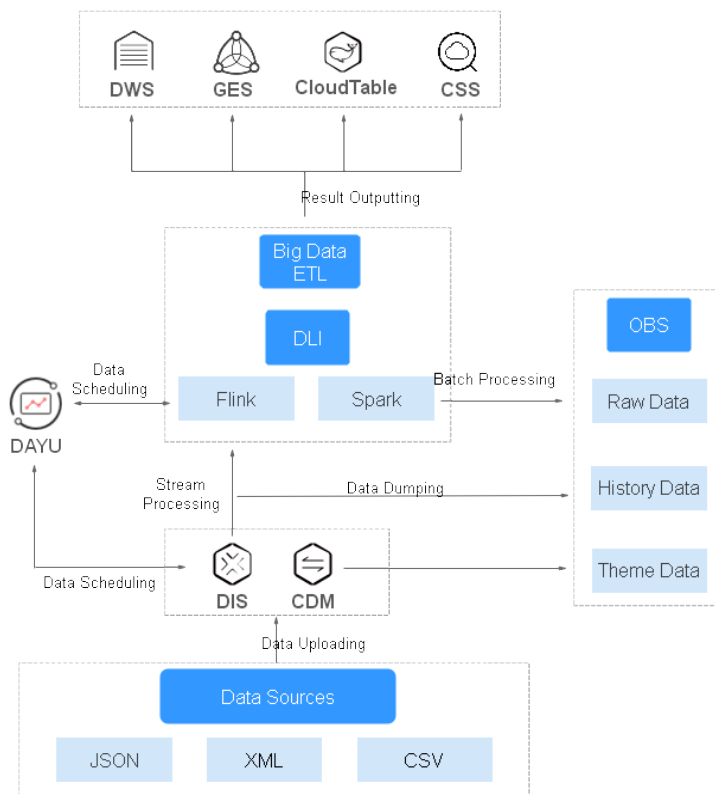 DWS
GES
CloudTable
CSS
Result Outputting
Big Data
ETL
DLI
OBS
Data
Scheduling
Flink
Spark
Batch Processing
Raw Data
DAYU
Stream
Processing
Data Dumping
History Data
Data Scheduling
DIS
CDM
Theme Data
Data Uploading
Data Sources
JSON
XML
CSV